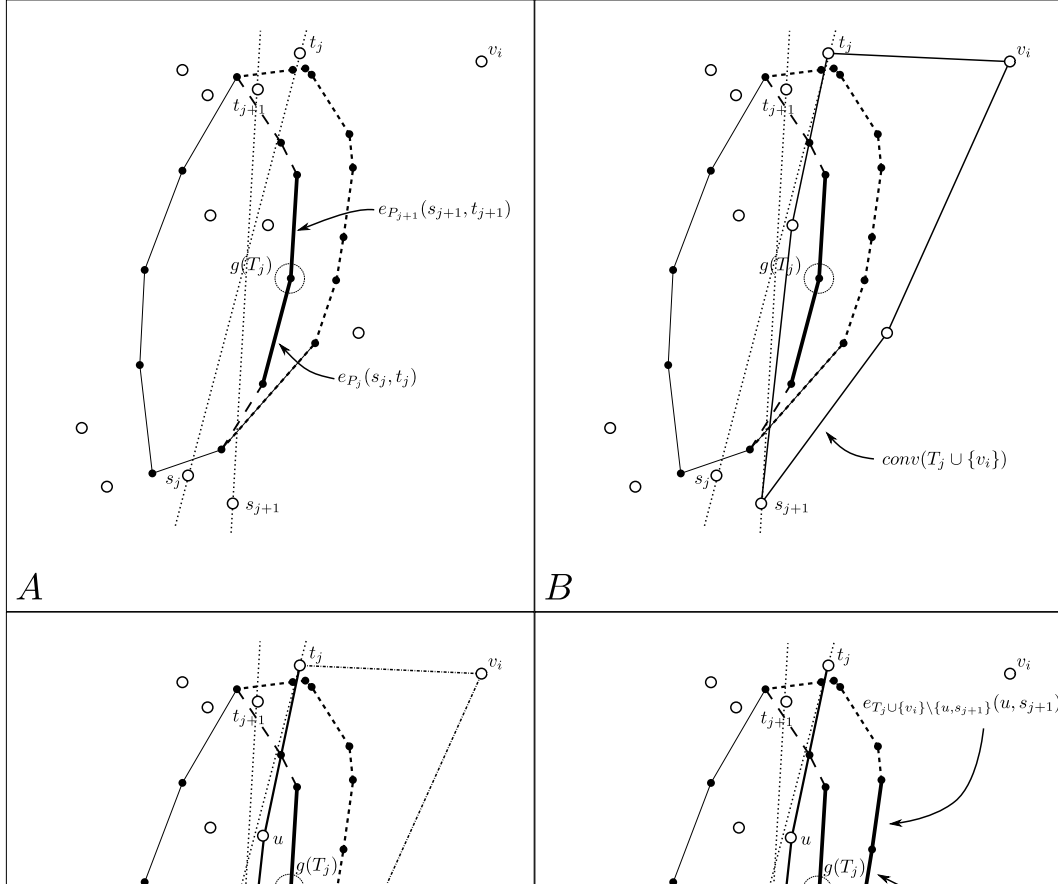 t_j
v_i
t_{j+1}
e_{P_{j+1}}(s_{j+1}, t_{j+1})
g(T_j)
e_{P_j}(s_j, t_j)
s_j
s_{j+1}
A
t_j
v_i
t_{j+1}
g(T_j)
conv(T_j ∪ {v_i})
s_j
s_{j+1}
B
t_j
v_i
t_{j+1}
u
g(T_j)
t_j
v_i
e_{T_j∪{v_i}\{u,s_{j+1}}}(u, s_{j+1})
t_{j+1}
u
g(T_j)